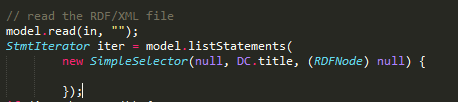 // read the RDF/XML file
model.read(in, "");
StmtIterator iter = model.listStatements(
new SimpleSelector(null, DC.title, (RDFNode) null) {
});